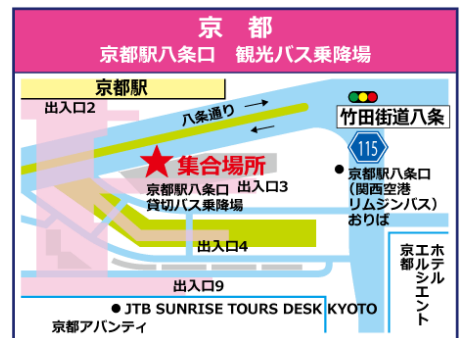 京 都
京都駅八条口 観光バス乗降場
京都駅
出入口2
八条通り
竹田街道八条
115
集合場所
京都駅八条口
貸切バス乗降場
出入口3
京都駅八条口
（関西空港
リムジンバス）
おりば
出入口4
ホテル
エルシエント
京都
出入口9
JTB SUNRISE TOURS DESK KYOTO
京都アバンティ